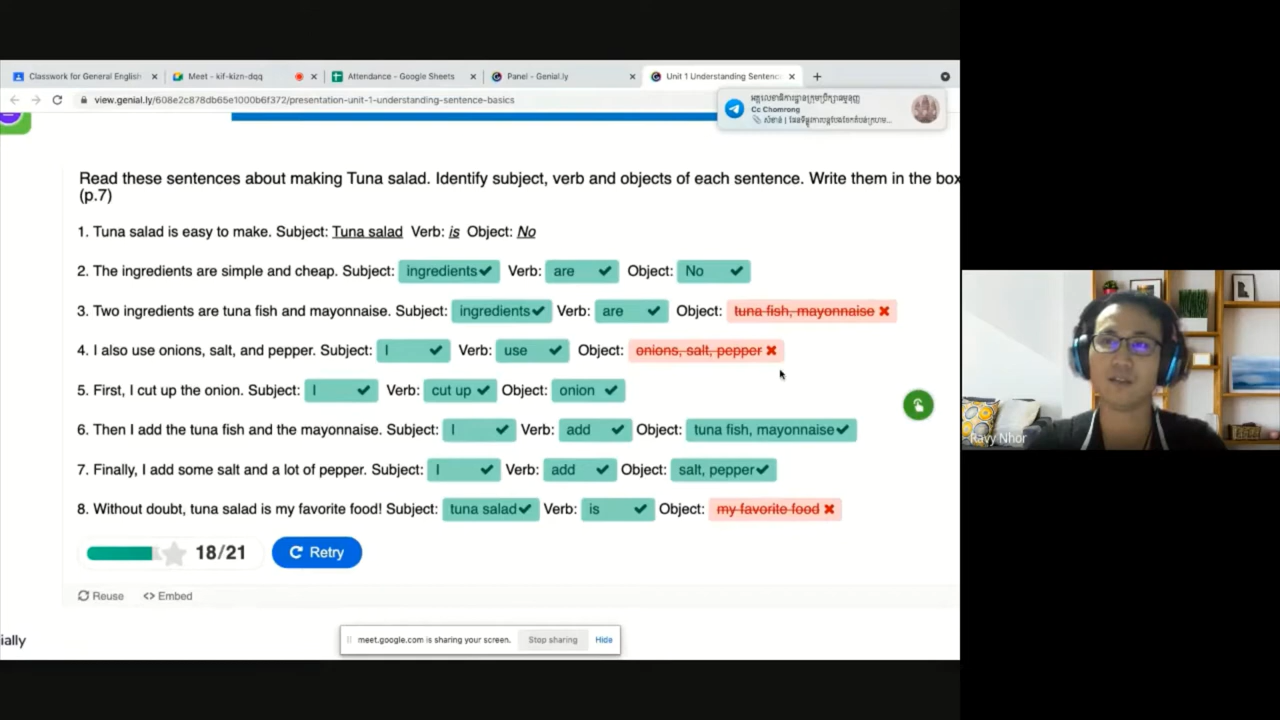 Classwork for General English
Meet - kif-kizn-dqq
Attendance - Google Sheets
Panel - Genial.ly
Unit 1 Understanding Sentenc
view.genial.ly/608e2c878db65e1000b6f372/presentation-unit-1-understanding-sentence-basics
Cc Chomrong
Read these sentences about making Tuna salad. Identify subject, verb and objects of each sentence. Write them in the box
(p.7)
1. Tuna salad is easy to make. Subject: Tuna salad Verb: is Object: No
2. The ingredients are simple and cheap. Subject: ingredients Verb: are Object: No
3. Two ingredients are tuna fish and mayonnaise. Subject: ingredients Verb: are Object: tuna fish, mayonnaise
4. I also use onions, salt, and pepper. Subject: I Verb: use Object: onions, salt, pepper
5. First, I cut up the onion. Subject: I Verb: cut up Object: onion
6. Then I add the tuna fish and the mayonnaise. Subject: I Verb: add Object: tuna fish, mayonnaise
7. Finally, I add some salt and a lot of pepper. Subject: I Verb: add Object: salt, pepper
8. Without doubt, tuna salad is my favorite food! Subject: tuna salad Verb: is Object: my favorite food
18/21 Retry
Reuse <> Embed
ially
meet.google.com is sharing your screen. Stop sharing Hide
Ravy Nhor